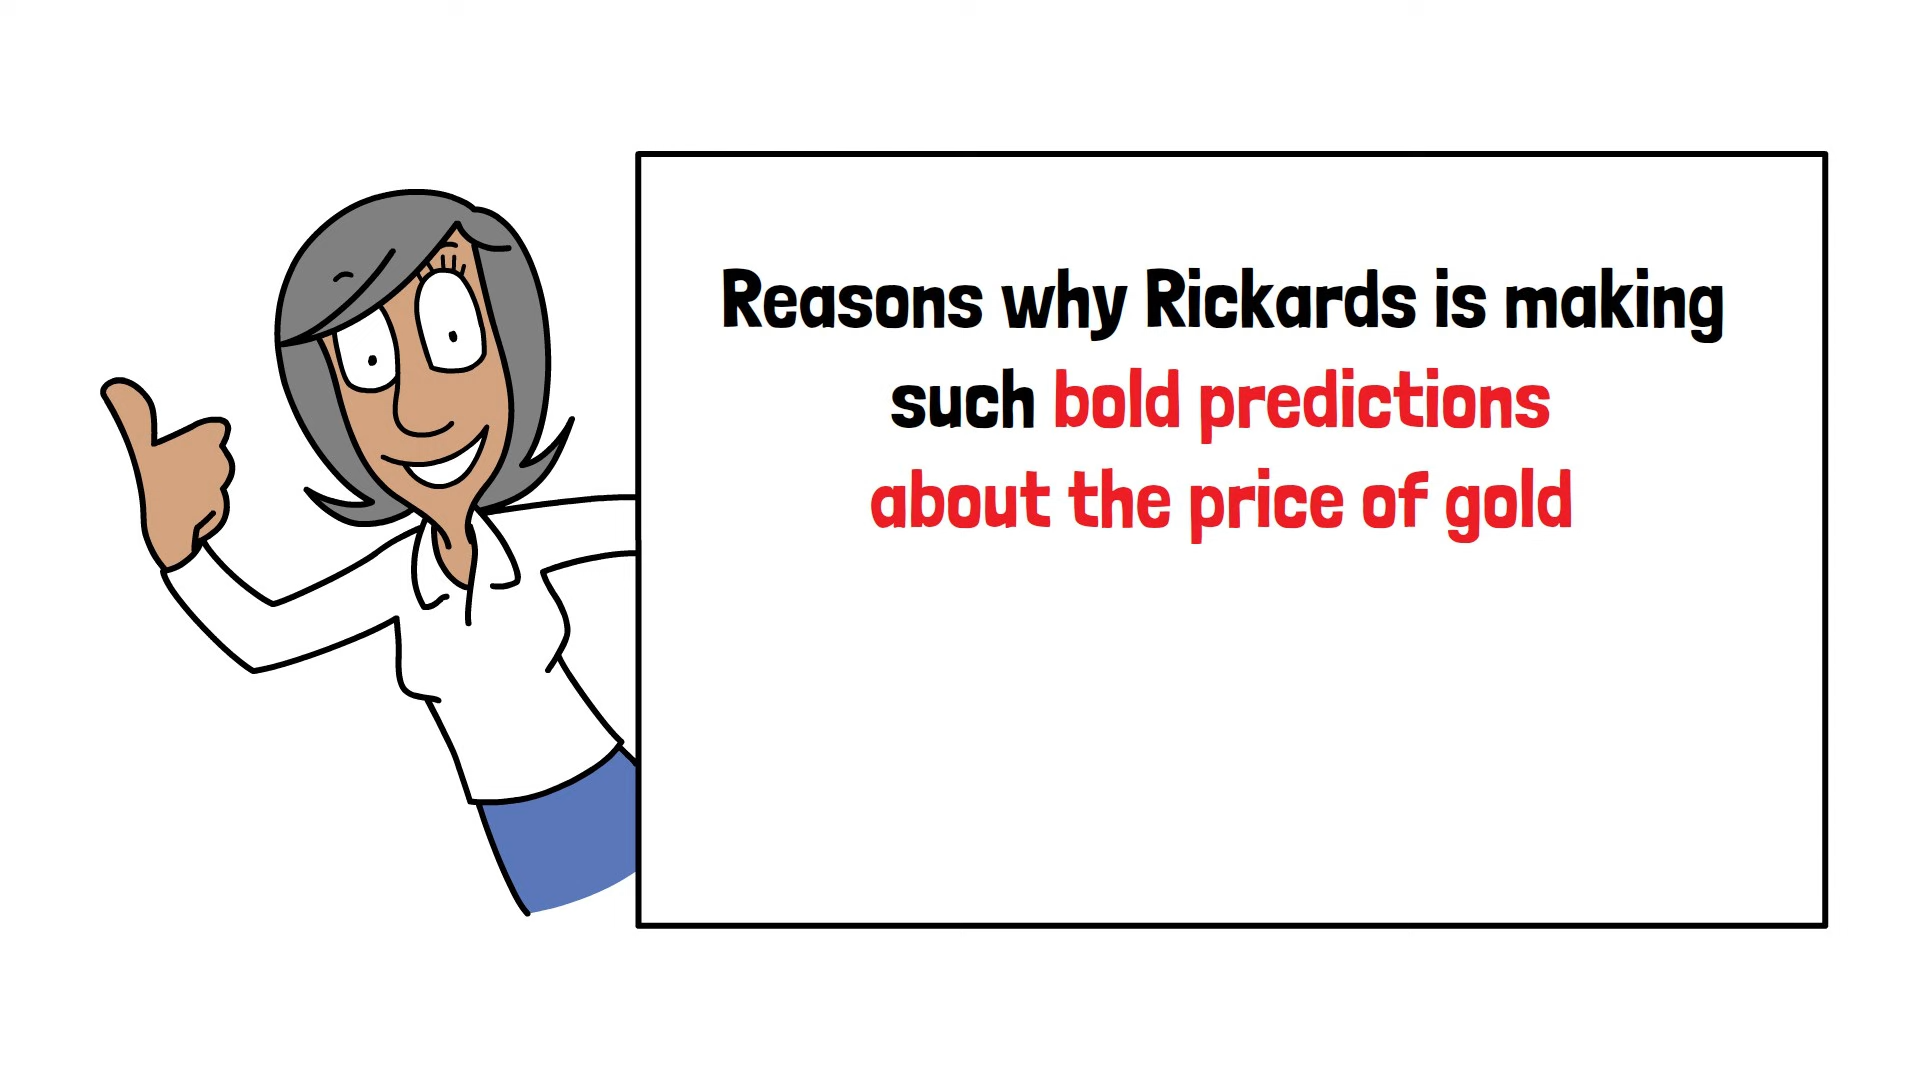 Reasons why Rickards is making
such bold predictions
about the price of gold